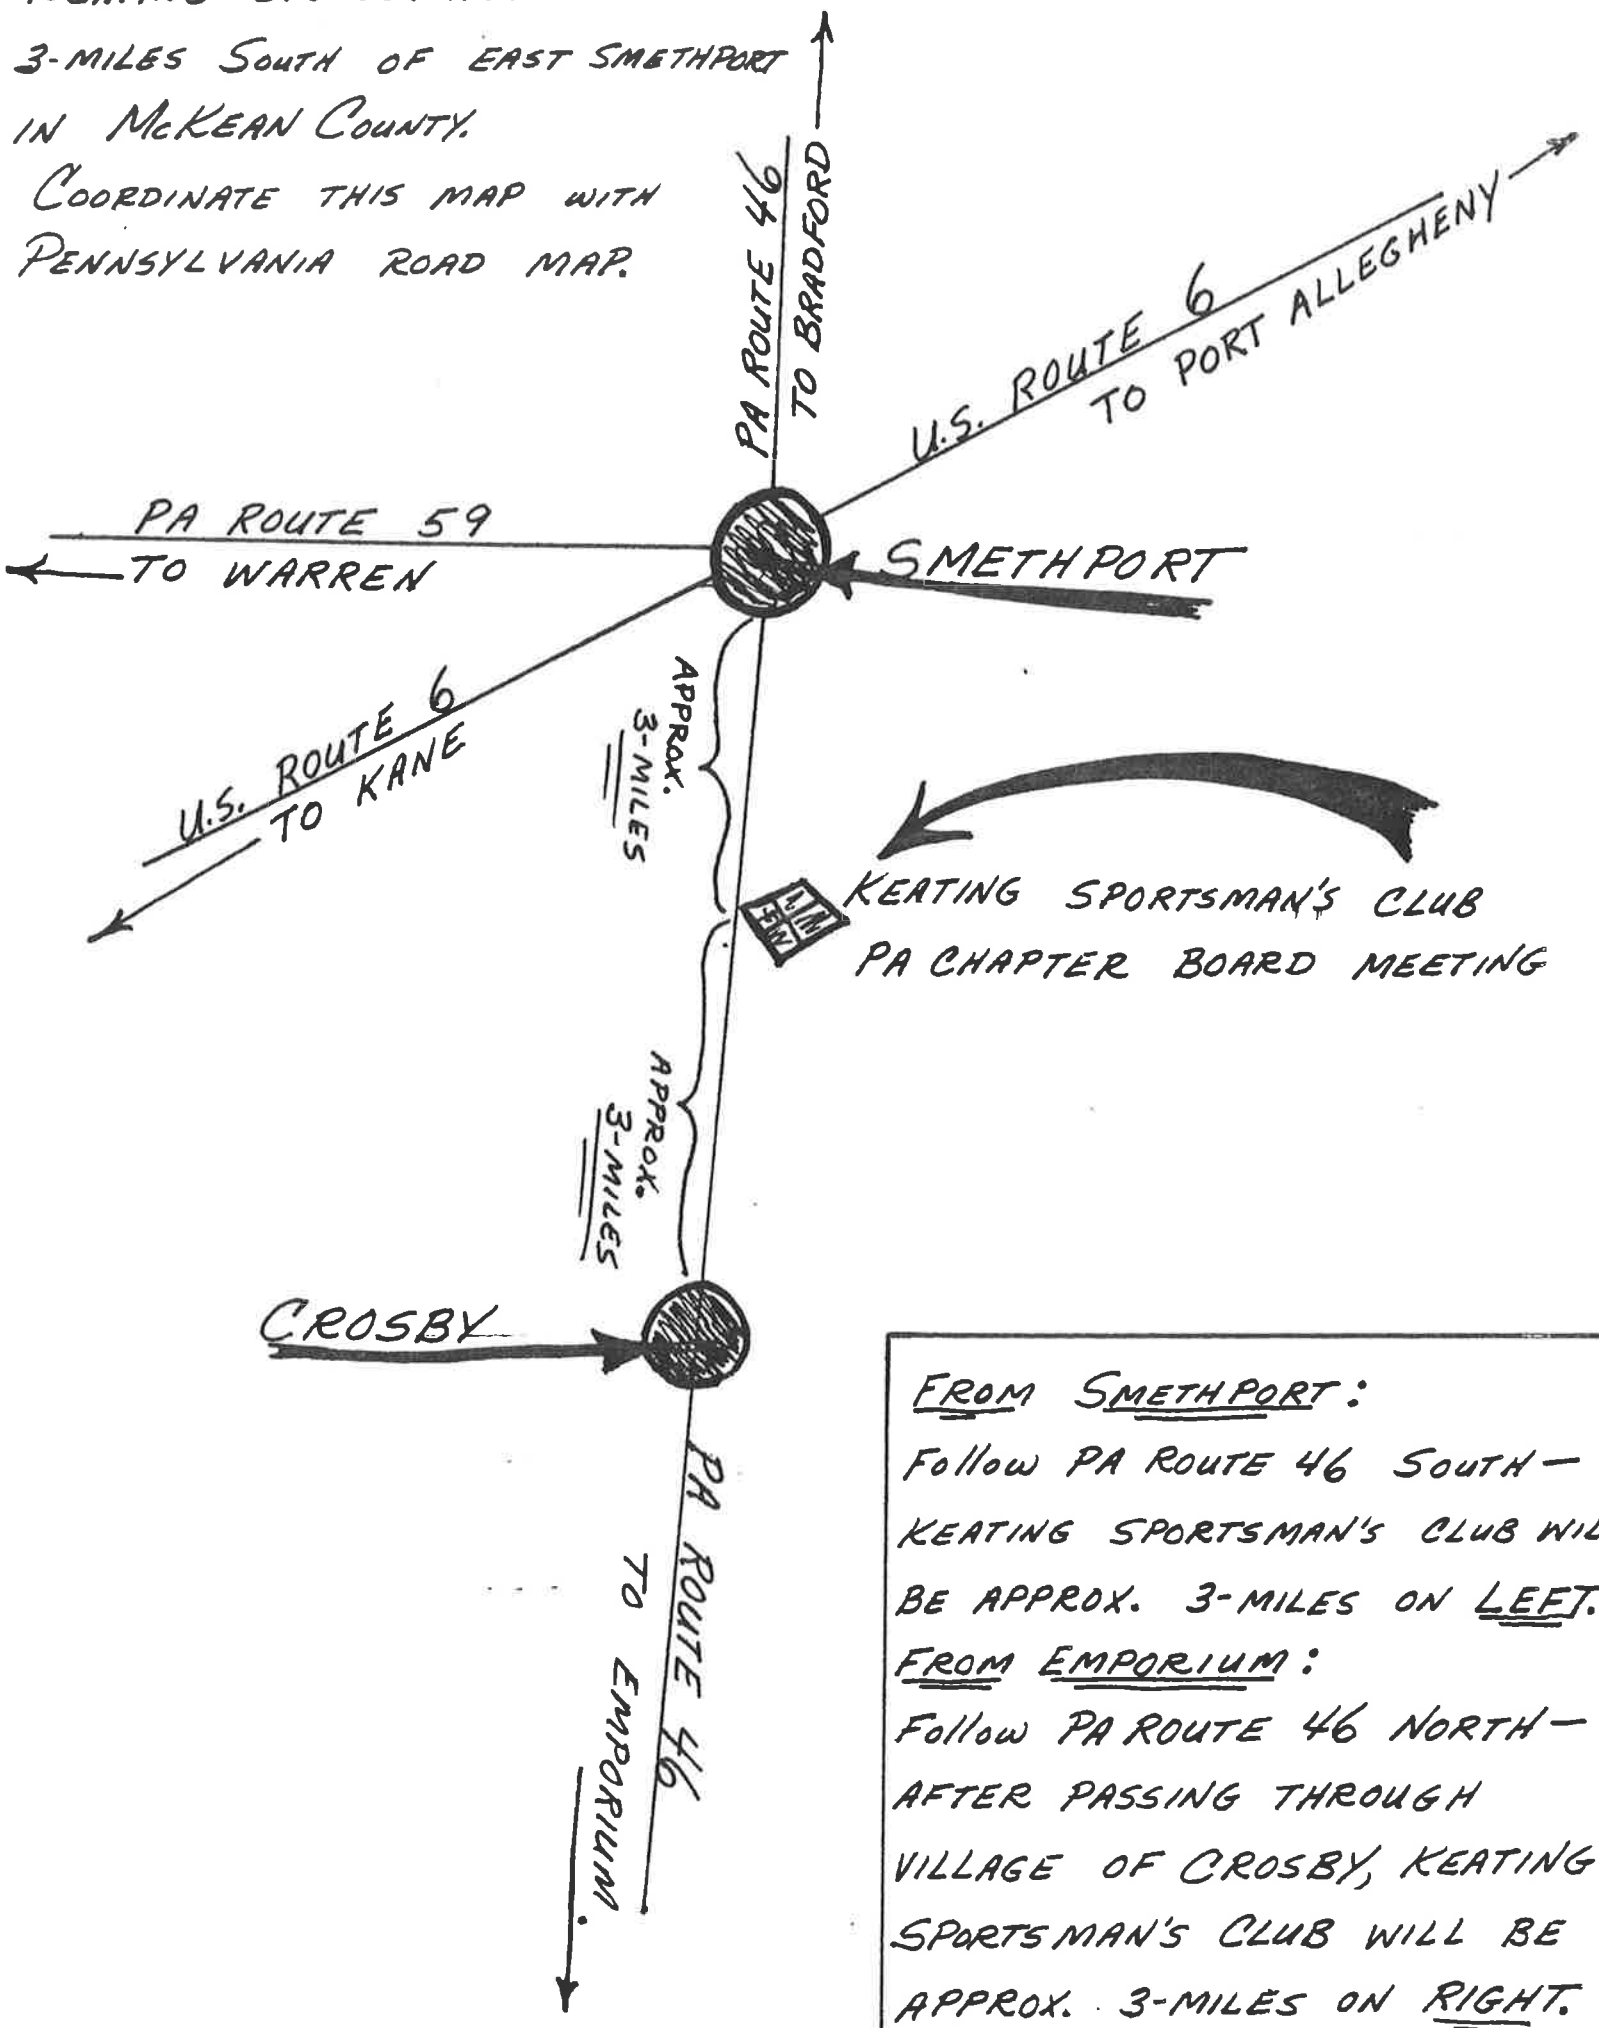 3-MILES SOUTH OF EAST SMETHPORT
IN McKEAN COUNTY.
COORDINATE THIS MAP WITH
PENNSYLVANIA ROAD MAP.
PA ROUTE 46
TO BRADFORD
U.S. ROUTE 6
TO PORT ALLEGHENY
PA ROUTE 59
TO WARREN
SMETHPORT
U.S. ROUTE 6
TO KANE
APPROX.
3-MILES
KEATING SPORTSMAN'S CLUB
PA CHAPTER BOARD MEETING
APPROX.
3-MILES
CROSBY
PA ROUTE 46
TO EMPORIUM.
FROM SMETHPORT:
Follow PA ROUTE 46 SOUTH—
KEATING SPORTSMAN'S CLUB WIL
BE APPROX. 3-MILES ON LEFT.
FROM EMPORIUM:
Follow PA ROUTE 46 NORTH—
AFTER PASSING THROUGH
VILLAGE OF CROSBY, KEATING
SPORTSMAN'S CLUB WILL BE
APPROX. 3-MILES ON RIGHT.